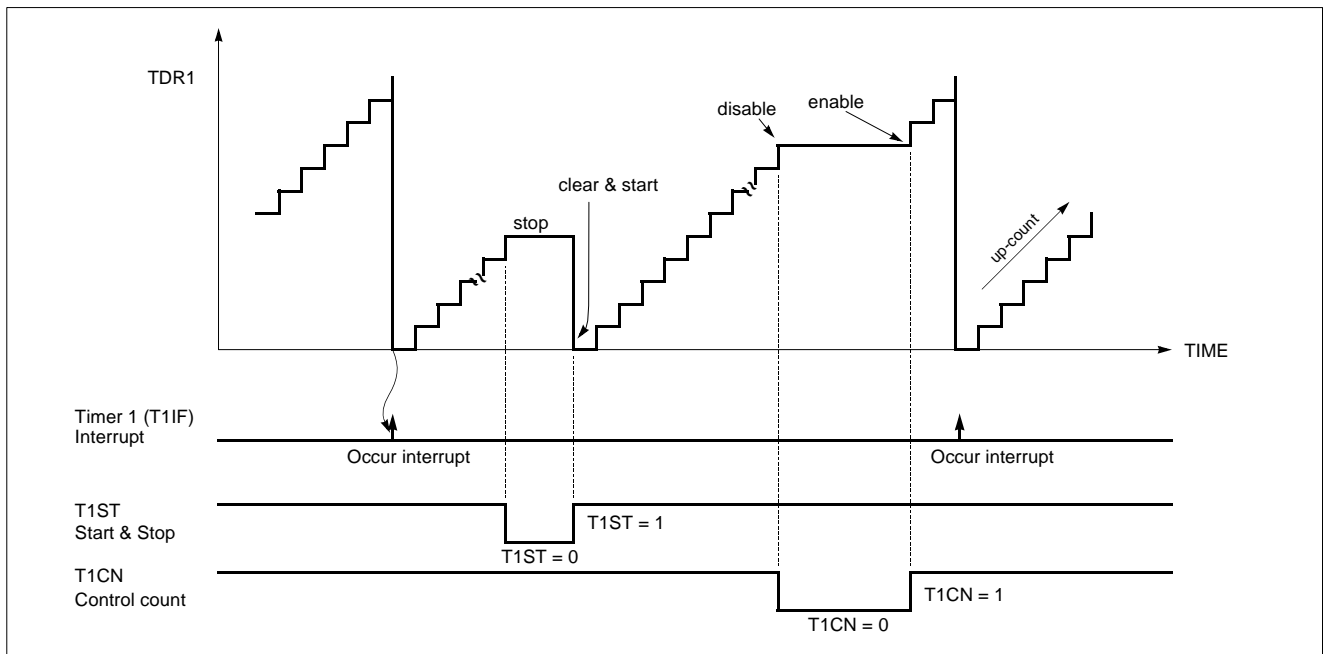 TDR1
disable
enable
clear & start
stop
up-count
TIME
Timer 1 (T1IF)
Interrupt
Occur interrupt
Occur interrupt
T1ST
Start & Stop
T1ST = 1
T1ST = 0
T1CN
Control count
T1CN = 1
T1CN = 0